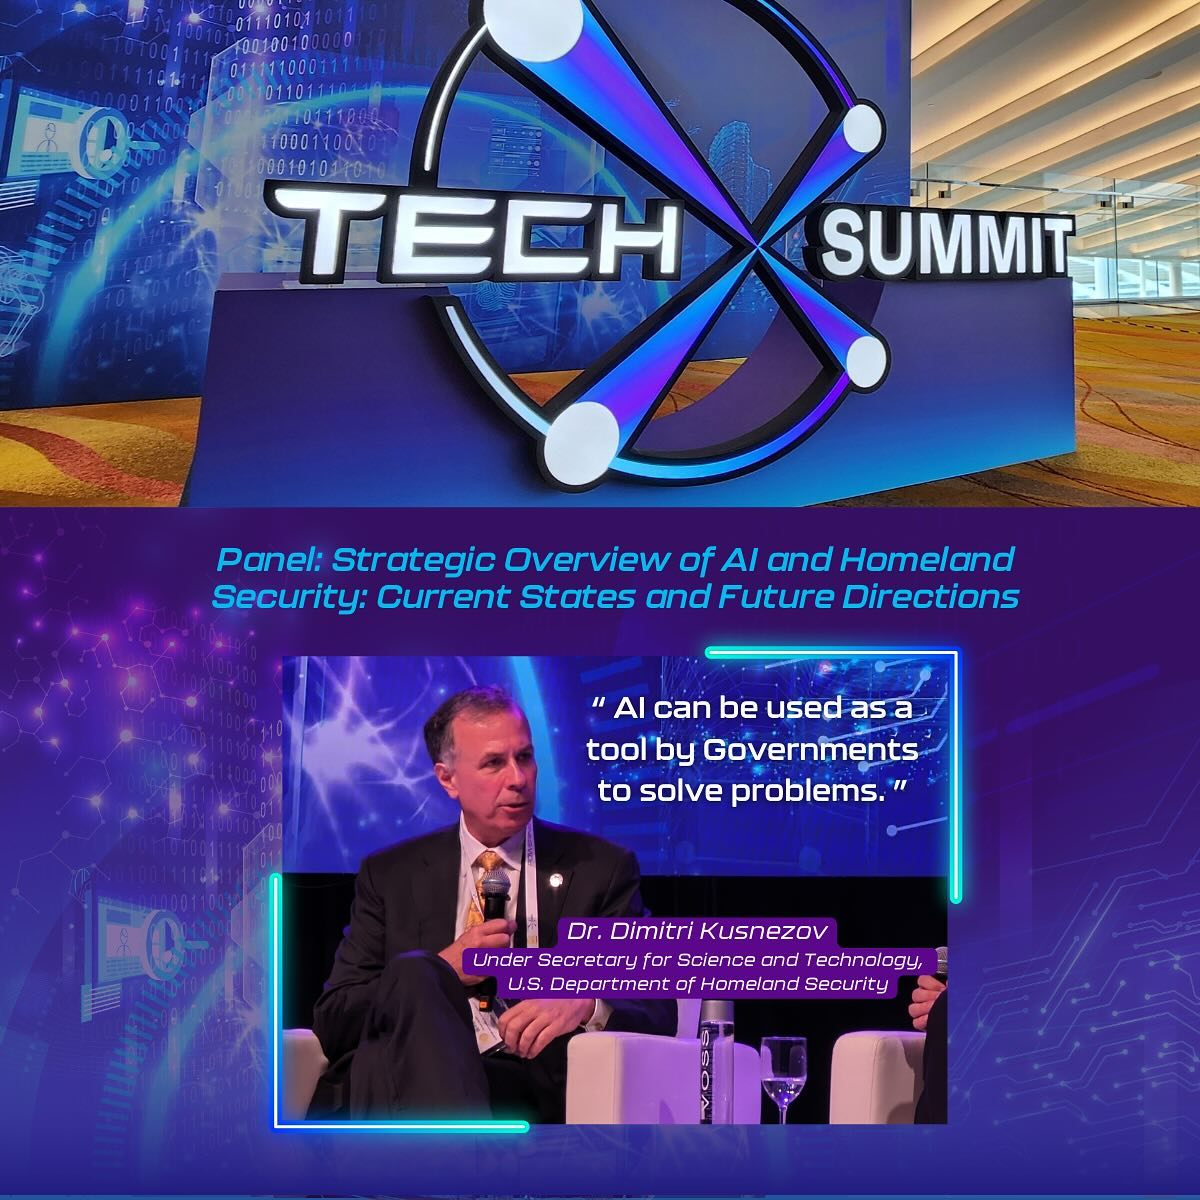 TECH SUMMIT
Panel: Strategic Overview of AI and Homeland
Security: Current States and Future Directions
“ AI can be used as a
tool by Governments
to solve problems. ”
Dr. Dimitri Kusnezov
Under Secretary for Science and Technology,
U.S. Department of Homeland Security
VOSS